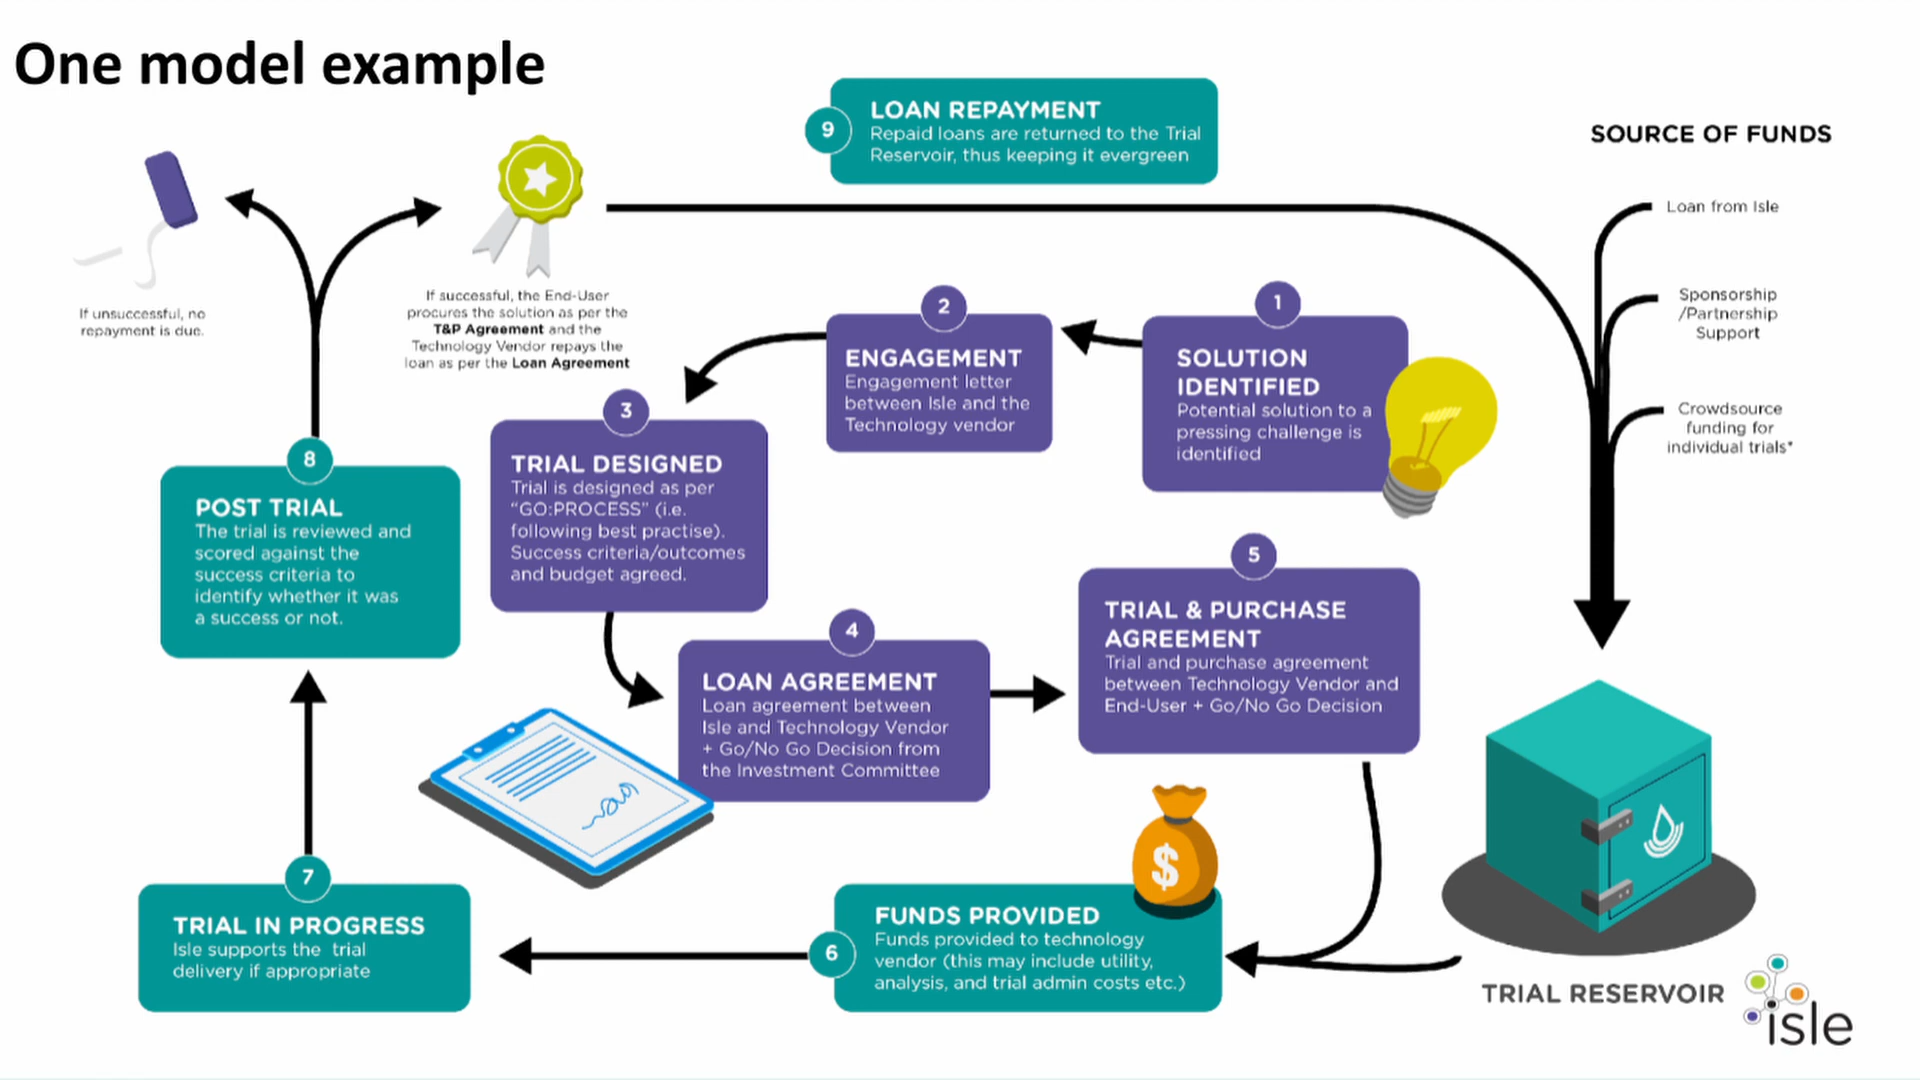 One model example
9
LOAN REPAYMENT
Repaid loans are returned to the Trial
Reservoir, thus keeping it evergreen
SOURCE OF FUNDS
Loan from Isle
Sponsorship
/Partnership
Support
Crowdsource
funding for
individual trials*
If unsuccessful, no
repayment is due.
If successful, the End-User
procures the solution as per the
T&P Agreement and the
Technology Vendor repays the
loan as per the Loan Agreement
1
SOLUTION
IDENTIFIED
Potential solution to a
pressing challenge is
identified
2
ENGAGEMENT
Engagement letter
between Isle and the
Technology vendor
3
TRIAL DESIGNED
Trial is designed as per
“GO:PROCESS” (i.e.
following best practise).
Success criteria/outcomes
and budget agreed.
4
LOAN AGREEMENT
Loan agreement between
Isle and Technology Vendor
+ Go/No Go Decision from
the Investment Committee
5
TRIAL & PURCHASE
AGREEMENT
Trial and purchase agreement
between Technology Vendor and
End-User + Go/No Go Decision
$
6
FUNDS PROVIDED
Funds provided to technology
vendor (this may include utility,
analysis, and trial admin costs etc.)
7
TRIAL IN PROGRESS
Isle supports the trial
delivery if appropriate
8
POST TRIAL
The trial is reviewed and
scored against the
success criteria to
identify whether it was
a success or not.
TRIAL RESERVOIR
isle